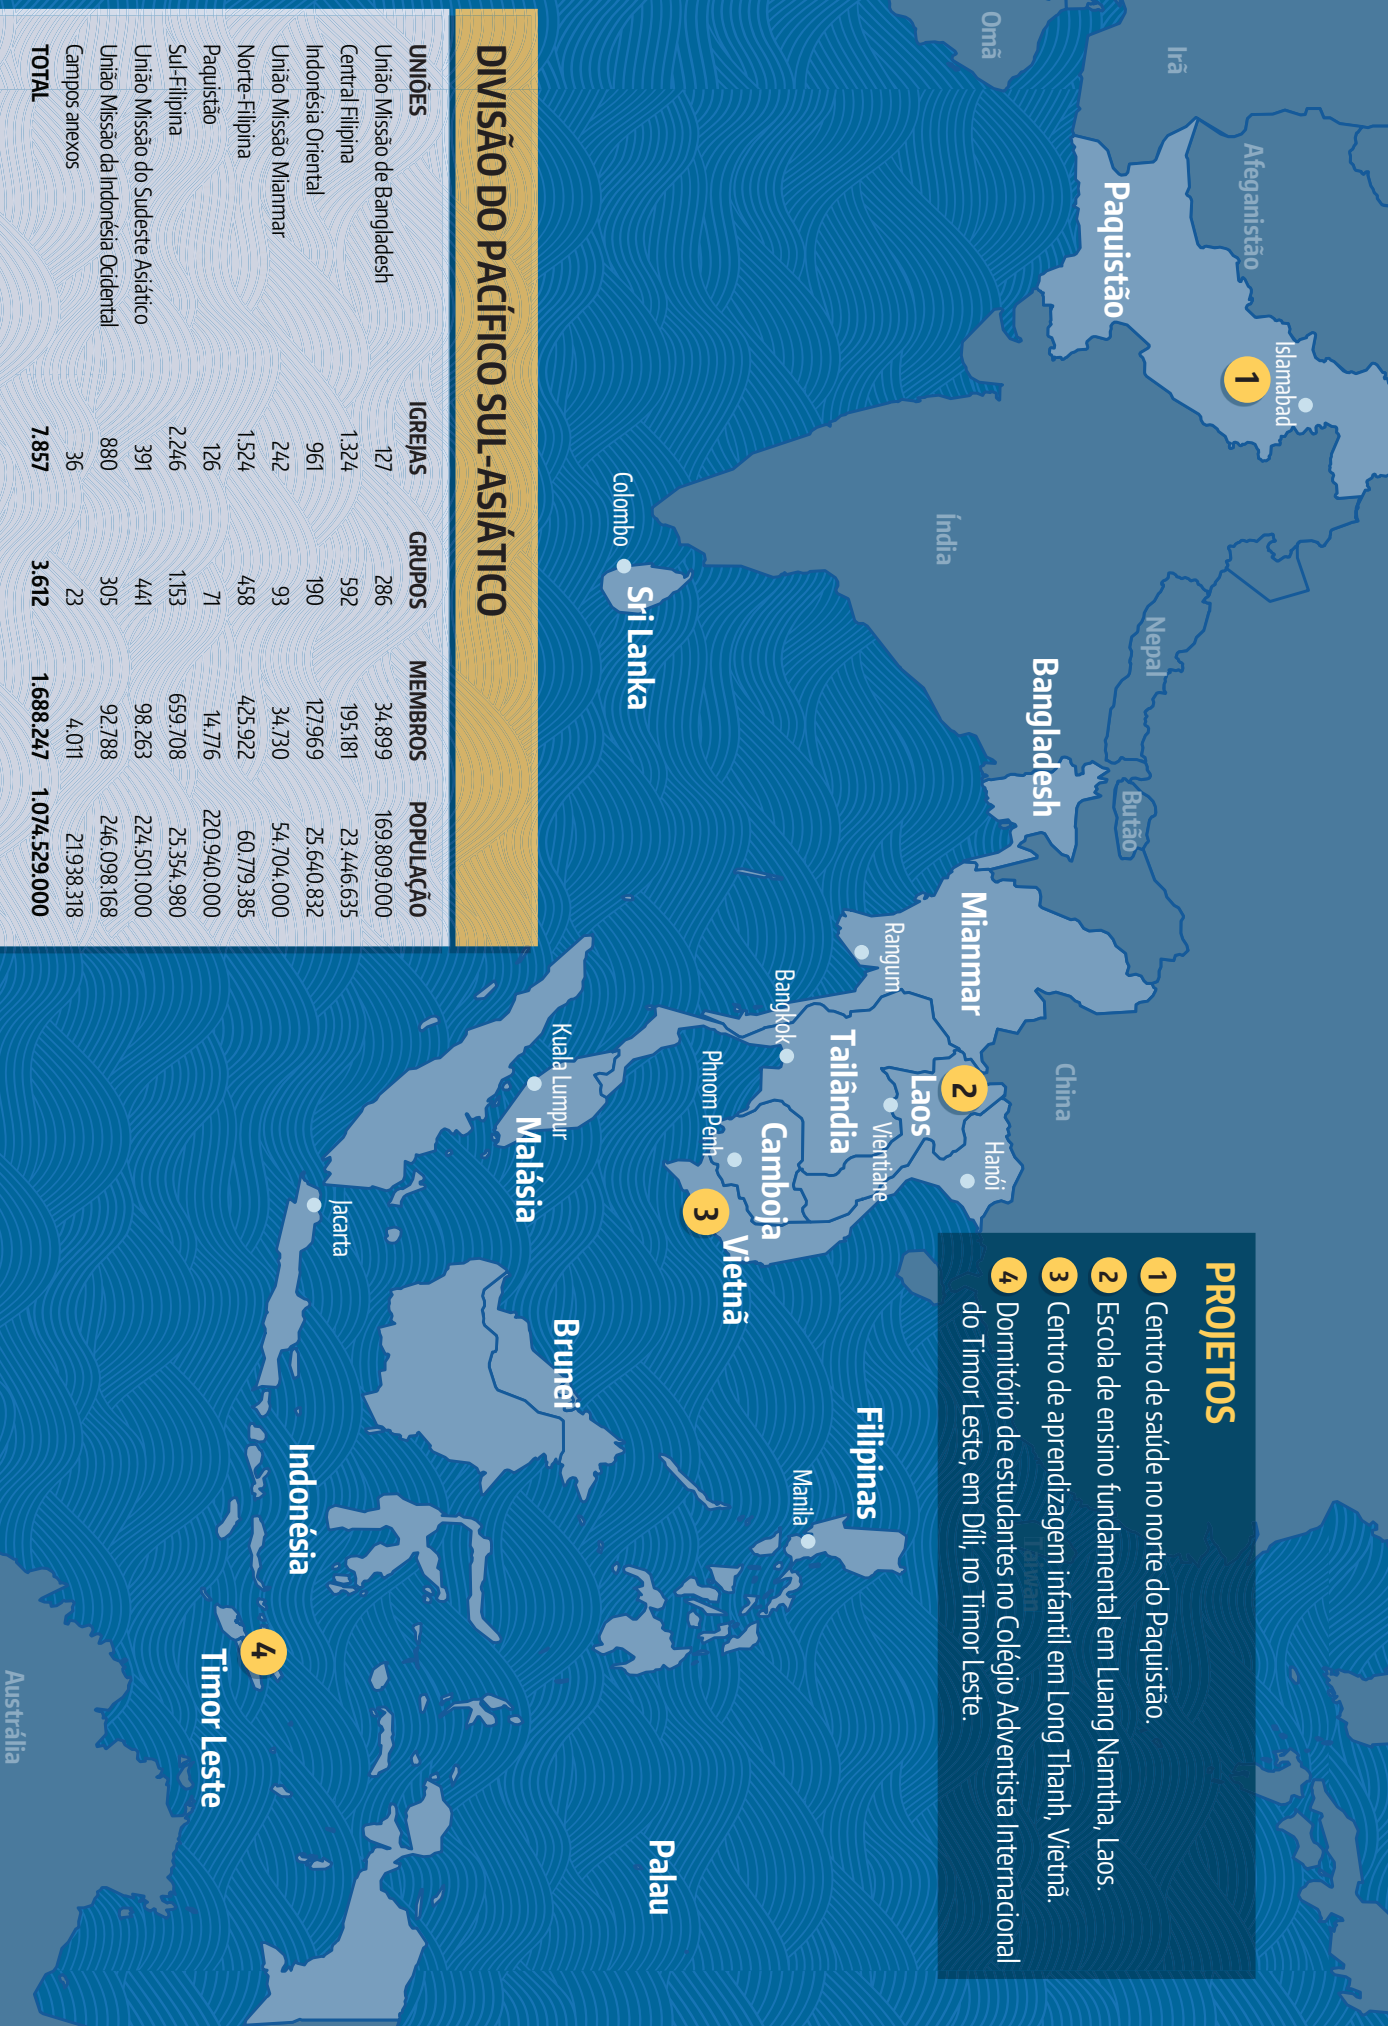 PROJETOS
1 Centro de saúde no norte do Paquistão.
2 Escola de ensino fundamental em Luang Namtha, Laos.
3 Centro de aprendizagem infantil em Long Thanh, Vietnã.
4 Dormitório de estudantes no Colégio Adventista Internacional
do Timor Leste, em Díli, no Timor Leste.
Irã
Omã
Afeganistão
Paquistão
Islamabad
1
Índia
Nepal
Butão
Bangladesh
China
Taiwan
Colombo
Sri Lanka
Mianmar
Rangum
Bangkok
Tailândia
Laos
2
Vientiane
Hanói
Phnom Penh
Camboja
3
Vietnã
Kuala Lumpur
Malásia
Brunei
Filipinas
Manila
Jacarta
Indonésia
4
Timor Leste
Palau
Austrália
DIVISÃO DO PACÍFICO SUL-ASIÁTICO
UNIÕES IGREJAS GRUPOS MEMBROS POPULAÇÃO
União Missão de Bangladesh 127 286 34.899 169.809.000
Central Filipina 1.324 592 195.181 23.446.635
Indonésia Oriental 961 190 127.969 25.640.832
União Missão Mianmar 242 93 34.730 54.704.000
Norte-Filipina 1.524 458 425.922 60.779.385
Paquistão 126 71 14.776 220.940.000
Sul-Filipina 2.246 1.153 659.708 25.354.980
União Missão do Sudeste Asiático 391 441 98.263 224.501.000
União Missão da Indonésia Ocidental 880 305 92.788 246.098.168
Campos anexos 36 23 4.011 21.938.318
TOTAL 7.857 3.612 1.688.247 1.074.529.000